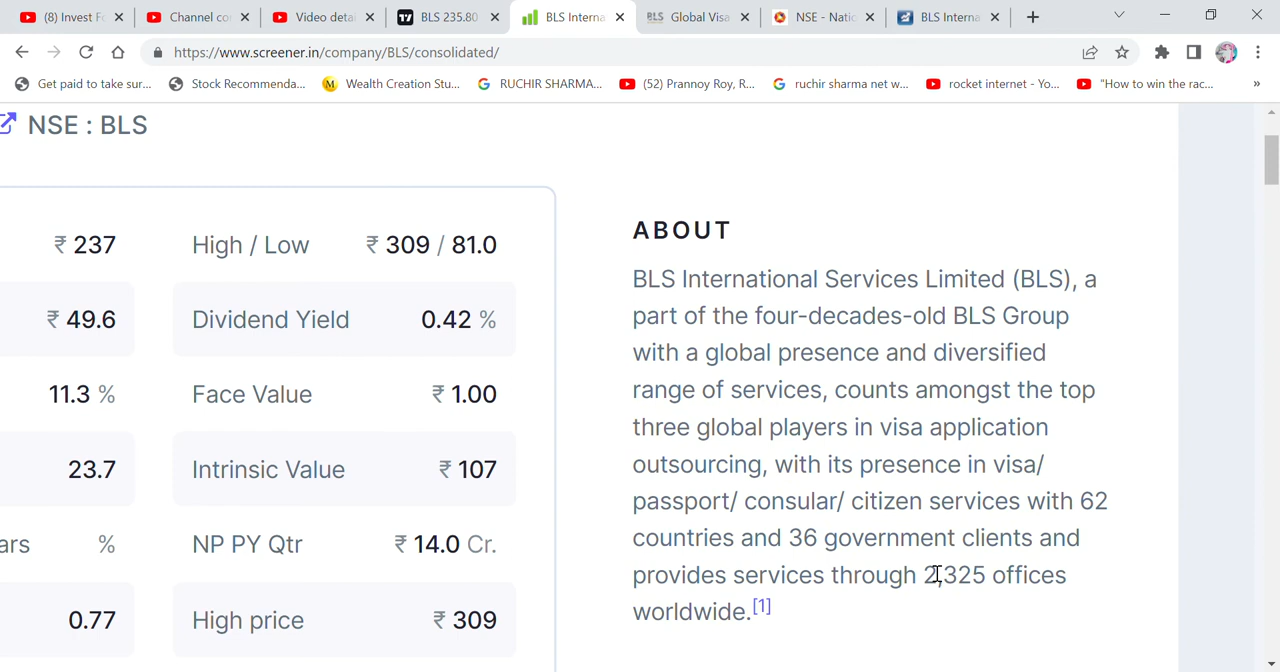 (8) Invest F
Channel co
Video detai
BLS 235.80
BLS Interna
Global Visa
NSE - Natio
BLS Interna
https://www.screener.in/company/BLS/consolidated/
Get paid to take sur...
Stock Recommenda...
Wealth Creation Stu...
RUCHIR SHARMA...
(52) Prannoy Roy, R...
ruchir sharma net w...
rocket internet - Yo...
"How to win the rac...
»
NSE : BLS
₹ 237
High / Low ₹ 309 / 81.0
₹ 49.6
Dividend Yield 0.42 %
11.3 %
Face Value ₹ 1.00
23.7
Intrinsic Value ₹ 107
ars %
NP PY Qtr ₹ 14.0 Cr.
0.77
High price ₹ 309
ABOUT
BLS International Services Limited (BLS), a
part of the four-decades-old BLS Group
with a global presence and diversified
range of services, counts amongst the top
three global players in visa application
outsourcing, with its presence in visa/
passport/ consular/ citizen services with 62
countries and 36 government clients and
provides services through 2,325 offices
worldwide.[1]